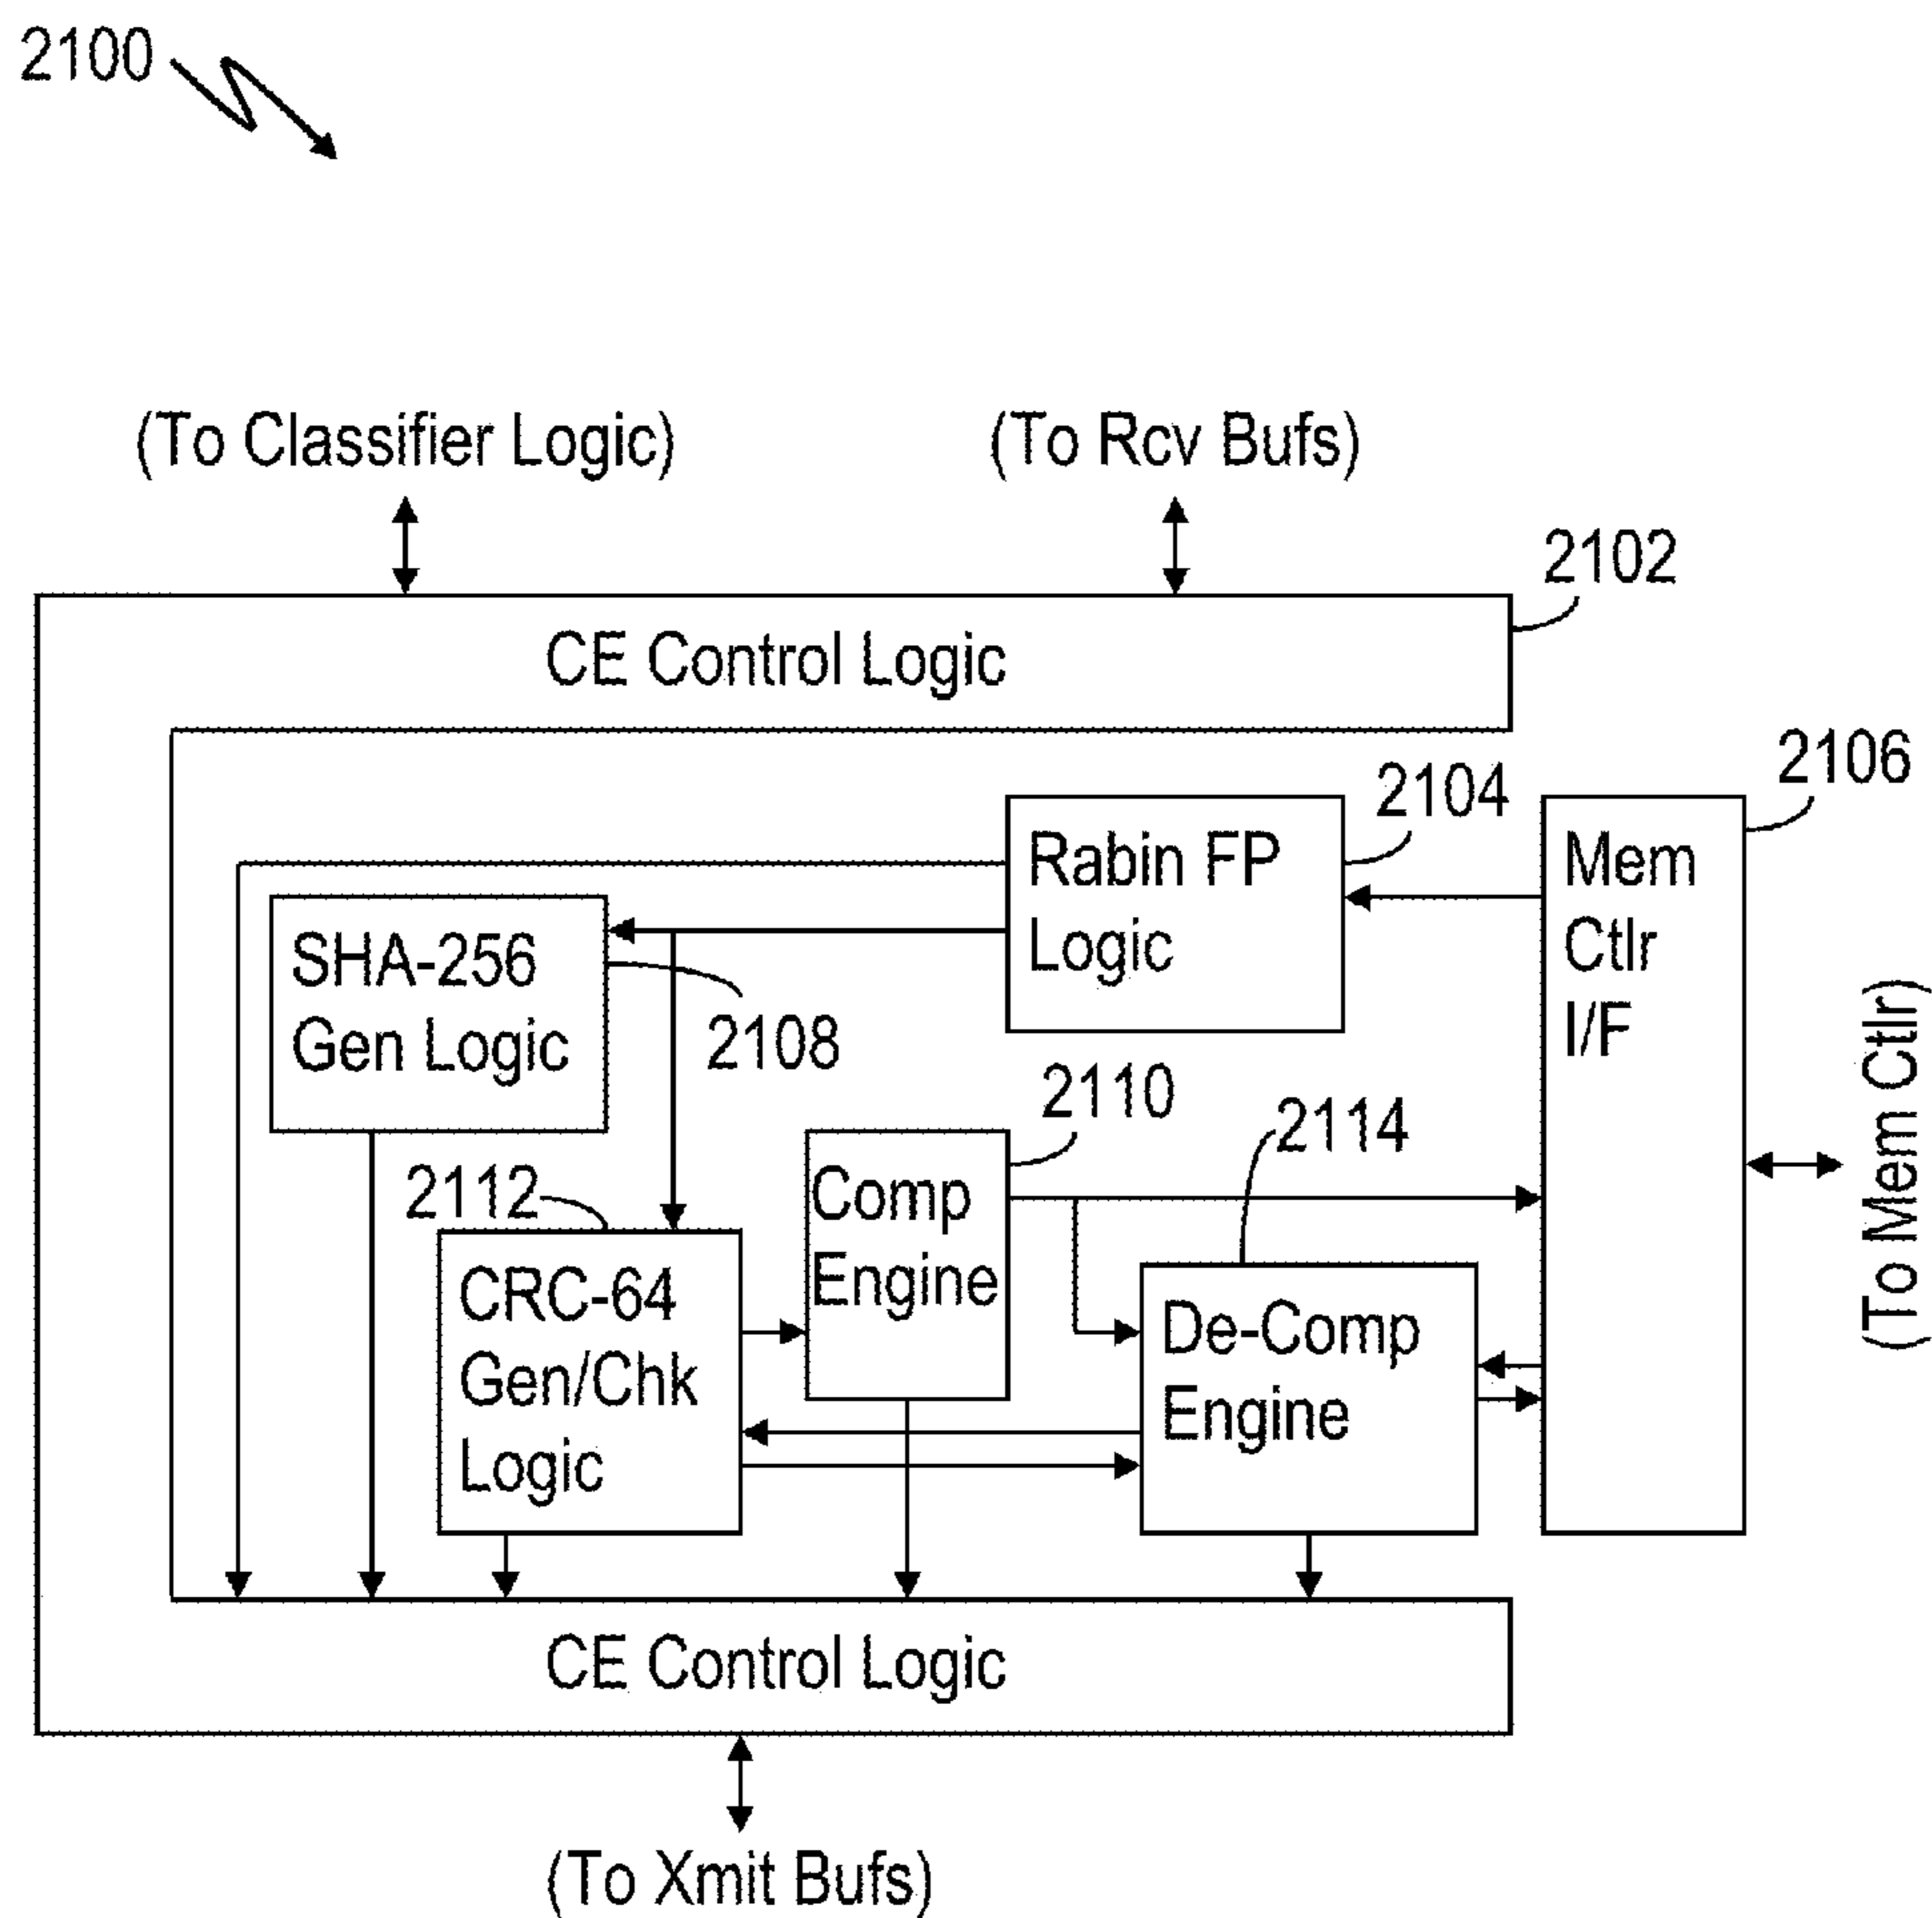 2100
(To Classifier Logic)
(To Rcv Bufs)
2102
CE Control Logic
2106
2104
Rabin FP
Logic
Mem
Ctlr
I/F
SHA-256
Gen Logic
2108
(To Mem Ctlr)
2110
2114
2112
Comp
Engine
CRC-64
Gen/Chk
Logic
De-Comp
Engine
CE Control Logic
(To Xmit Bufs)